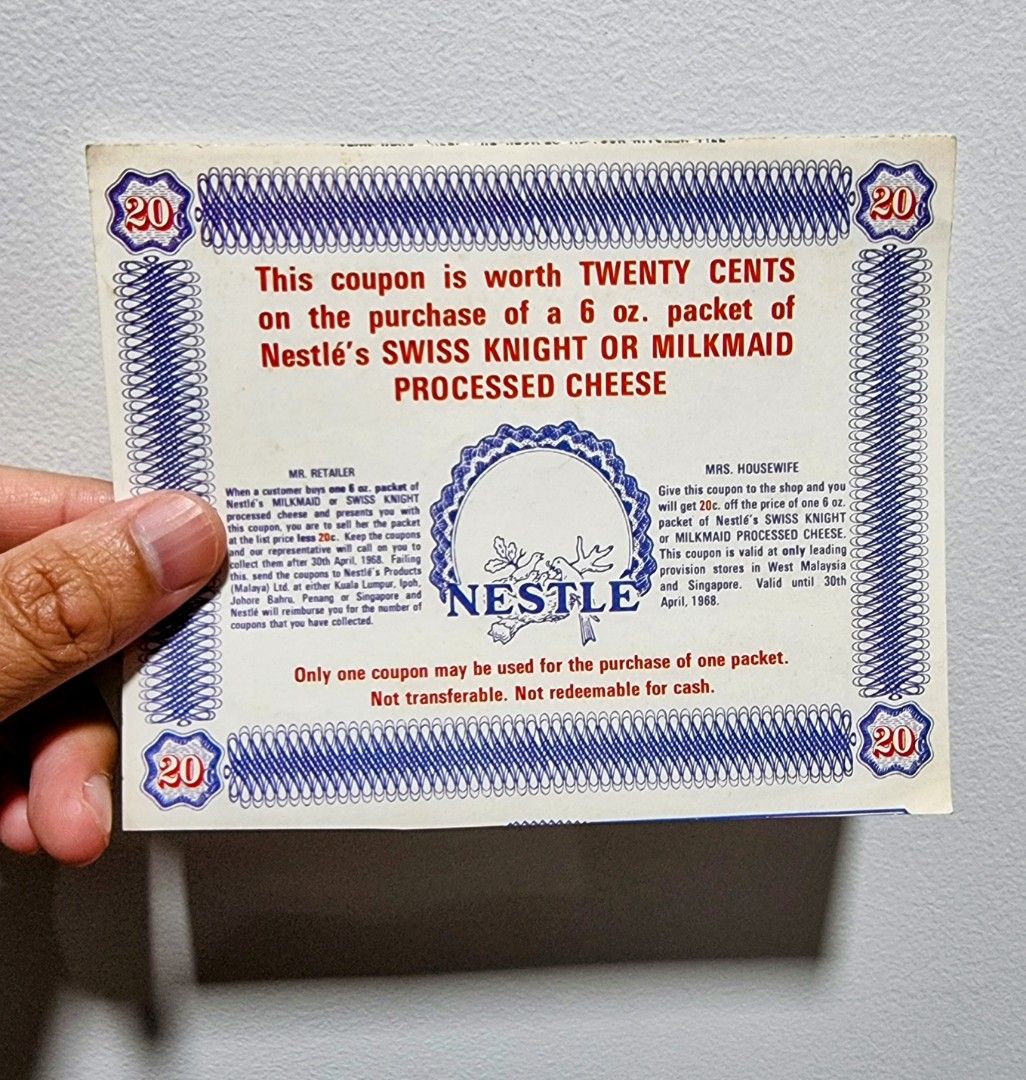 20
20
This coupon is worth TWENTY CENTS
on the purchase of a 6 oz. packet of
Nestlé's SWISS KNIGHT OR MILKMAID
PROCESSED CHEESE
MR. RETAILER
When a customer buys one 6 oz. packet of
Nestlé's MILKMAID or SWISS KNIGHT
processed cheese and presents you with
this coupon, you are to sell her the packet
at the list price less 20c. Keep the coupons
and our representative will call on you to
collect them after 30th April, 1968. Failing
this, send the coupons to Nestlé's Products
(Malaya) Ltd. at either Kuala Lumpur, Ipoh,
Johore Bahru, Penang or Singapore and
Nestlé will reimburse you for the number of
coupons that you have collected.
NESTLÉ
MRS. HOUSEWIFE
Give this coupon to the shop and you
will get 20c. off the price of one 6 oz.
packet of Nestlé's SWISS KNIGHT
or MILKMAID PROCESSED CHEESE.
This coupon is valid at only leading
provision stores in West Malaysia
and Singapore. Valid until 30th
April, 1968.
Only one coupon may be used for the purchase of one packet.
Not transferable. Not redeemable for cash.
20
20